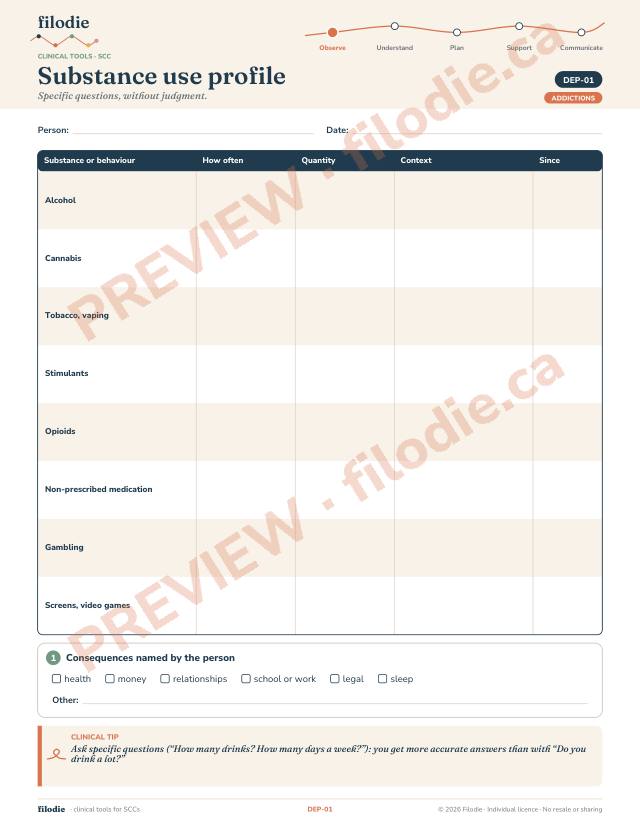 filodie
CLINICAL TOOLS · SCC
Observe Understand Plan Support Communicate
Substance use profile
Specific questions, without judgment.
DEP-01
ADDICTIONS
Person: Date:
Substance or behaviour How often Quantity Context Since
Alcohol
Cannabis
Tobacco, vaping
Stimulants
Opioids
Non-prescribed medication
Gambling
Screens, video games
PREVIEW · filodie.ca
PREVIEW · filodie.ca
1 Consequences named by the person
health money relationships school or work legal sleep
Other:
CLINICAL TIP
Ask specific questions (“How many drinks? How many days a week?”): you get more accurate answers than with “Do you
drink a lot?”
filodie · clinical tools for SCCs DEP-01 © 2026 Filodie · Individual licence · No resale or sharing